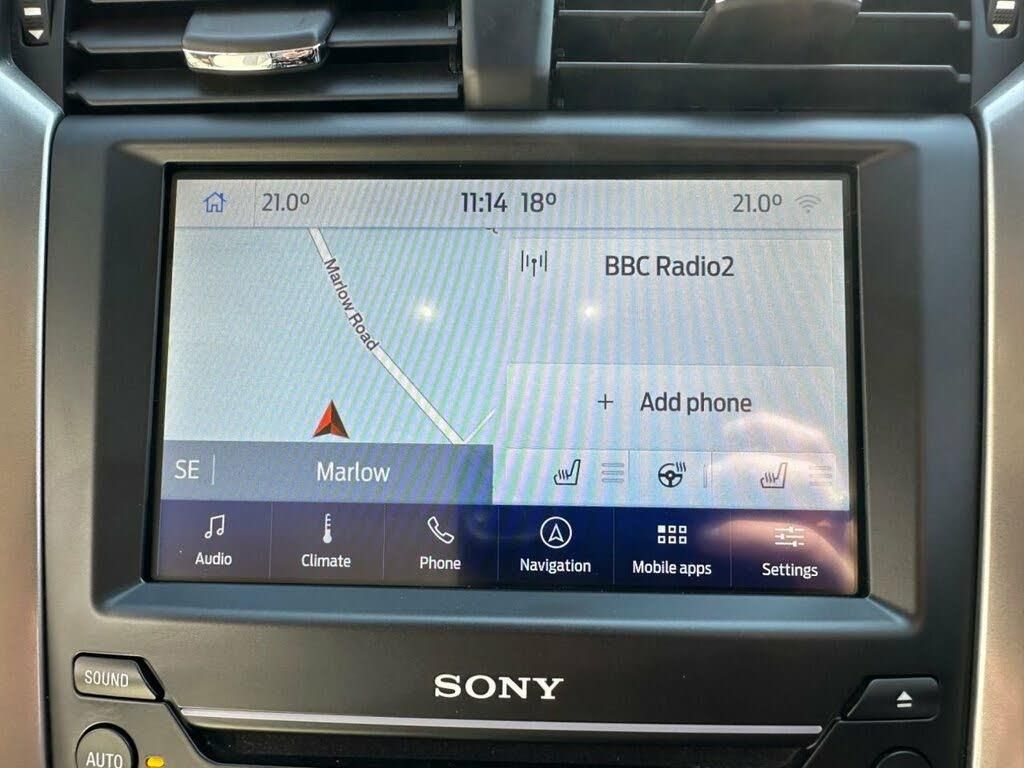 21.0° 11:14 18° 21.0°
Marlow Road
BBC Radio2
+ Add phone
SE Marlow
Audio Climate Phone Navigation Mobile apps Settings
SOUND
SONY
AUTO